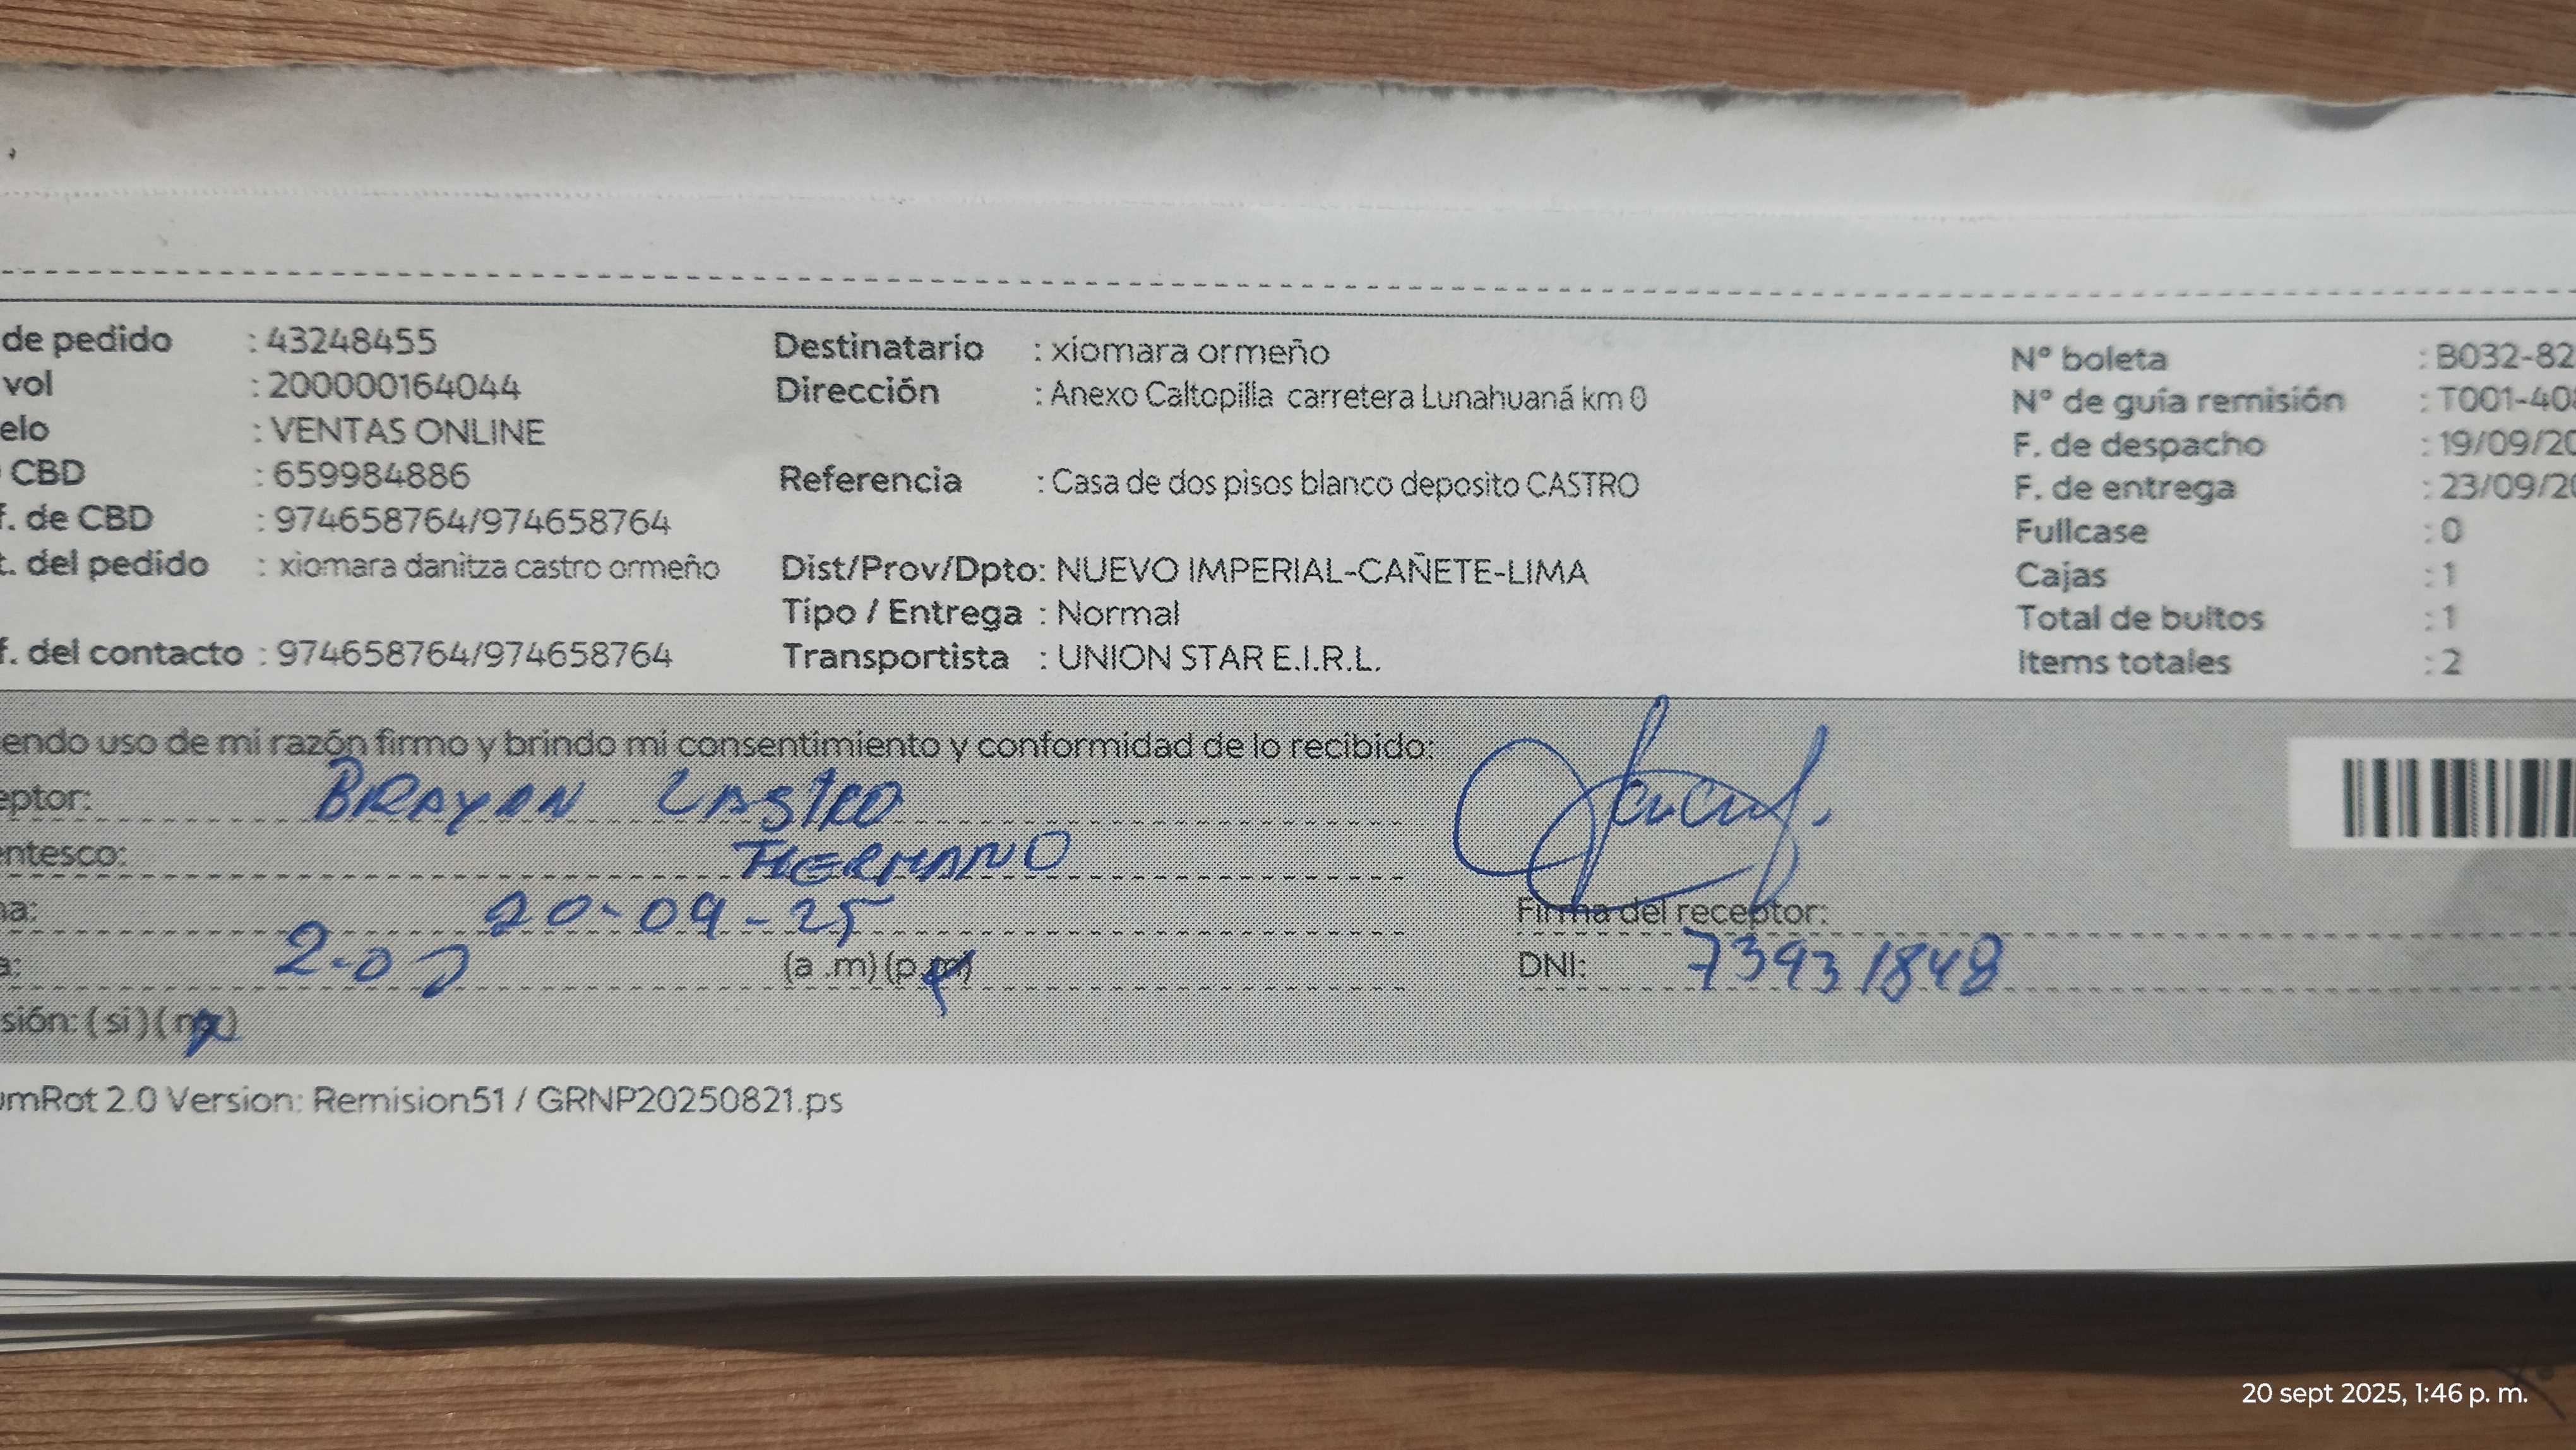 de pedido : 43248455
vol : 200000164044
elo : VENTAS ONLINE
CBD : 659984886
f. de CBD : 974658764/974658764
t. del pedido : xiomara danitza castro ormeño
f. del contacto : 974658764/974658764
Destinatario : xiomara ormeño
Dirección : Anexo Caltopilla carretera Lunahuaná km 0
Referencia : Casa de dos pisos blanco deposito CASTRO
Dist/Prov/Dpto: NUEVO IMPERIAL-CAÑETE-LIMA
Tipo / Entrega : Normal
Transportista : UNION STAR E.I.R.L.
N° boleta : B032-82
N° de guía remisión : T001-40
F. de despacho : 19/09/20
F. de entrega : 23/09/20
Fullcase : 0
Cajas : 1
Total de bultos : 1
Items totales : 2
endo uso de mi razón firmo y brindo mi consentimiento y conformidad de lo recibido:
eptor: BRAYAN CASTRO
entesco: HERMANO
a: 20-09-25
a: (a .m) (p.m)
sión: (si) (no)
Firma del receptor:
DNI: 73931848
umRot 2.0 Version: Remision51 / GRNP20250821.ps
20 sept 2025, 1:46 p. m.